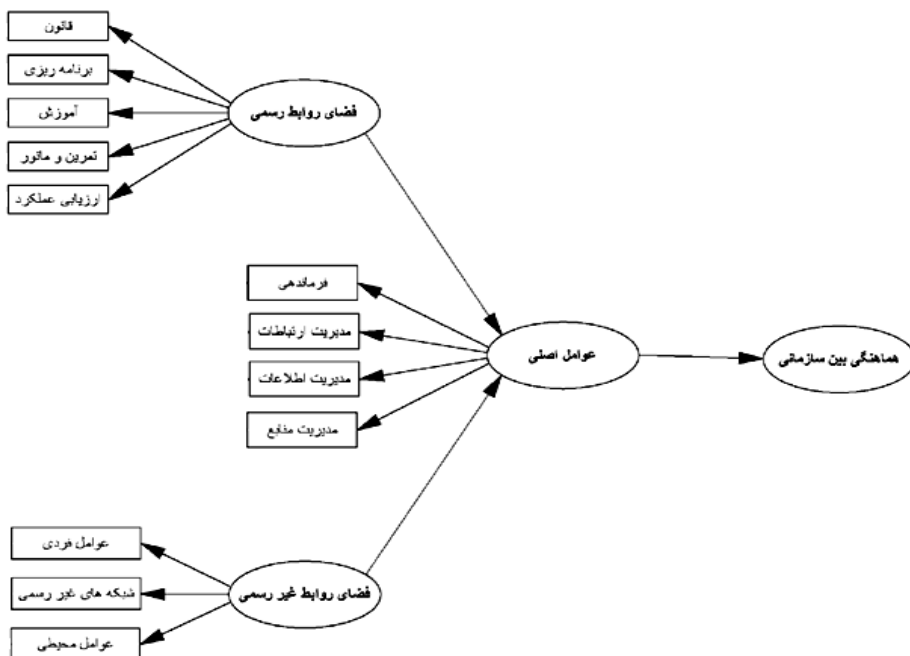 قانون
برنامه ریزی
آموزش
تمرین و مانور
ارزیابی عملکرد
فضای روابط رسمی
فرماندهی
مدیریت ارتباطات
مدیریت اطلاعات
مدیریت منابع
عوامل اصلی
هماهنگی بین سازمانی
عوامل فردی
شبکه های غیر رسمی
عوامل محیطی
فضای روابط غیر رسمی